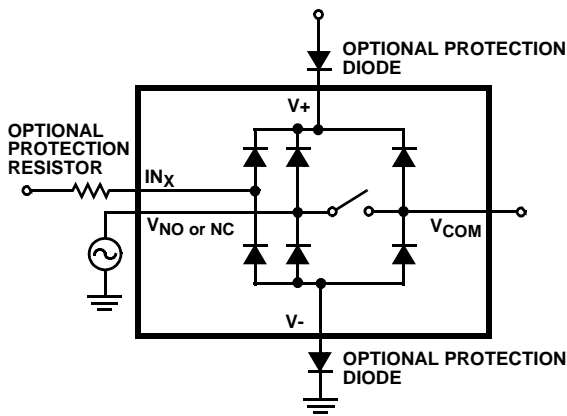 OPTIONAL PROTECTION
DIODE
V+
OPTIONAL
PROTECTION
RESISTOR
INX
VNO or NC
VCOM
V-
OPTIONAL PROTECTION
DIODE